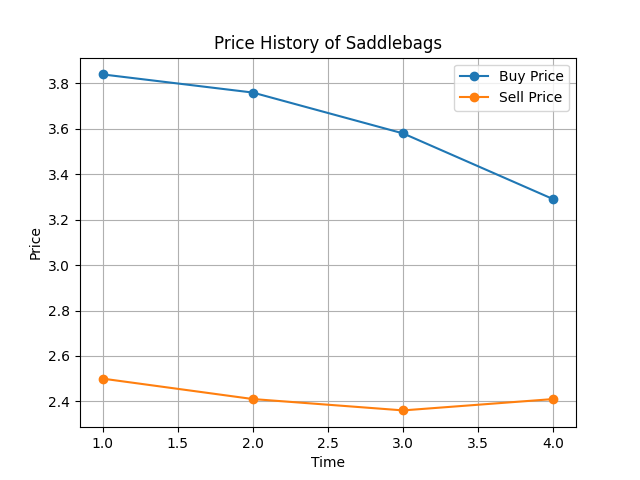 Price History of Saddlebags
Buy Price
Sell Price
3.8
3.6
3.4
3.2
3.0
2.8
2.6
2.4
Price
1.0 1.5 2.0 2.5 3.0 3.5 4.0
Time